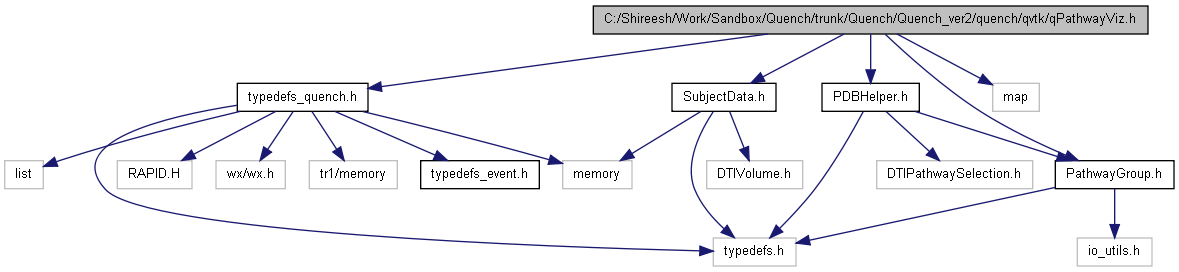 C:/Shireesh/Work/Sandbox/Quench/trunk/Quench/Quench_ver2/quench/qvtk/qPathwayViz.h
typedefs_quench.h
SubjectData.h
PDBHelper.h
map
list
RAPID.H
wx/wx.h
tr1/memory
typedefs_event.h
memory
DTIVolume.h
DTIPathwaySelection.h
PathwayGroup.h
typedefs.h
io_utils.h